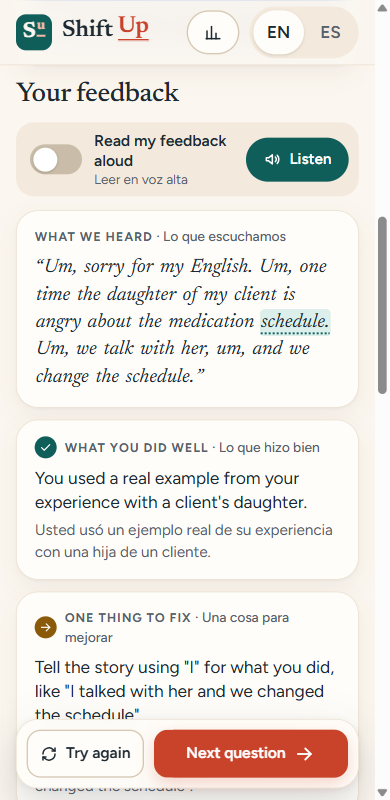 Su Shift Up
EN ES
Your feedback
Read my feedback
aloud
Leer en voz alta
Listen
WHAT WE HEARD · Lo que escuchamos
“Um, sorry for my English. Um, one
time the daughter of my client is
angry about the medication schedule.
Um, we talk with her, um, and we
change the schedule.”
WHAT YOU DID WELL · Lo que hizo bien
You used a real example from your
experience with a client's daughter.
Usted usó un ejemplo real de su experiencia
con una hija de un cliente.
ONE THING TO FIX · Una cosa para
mejorar
Tell the story using "I" for what you did,
like "I talked with her and we changed
the schedule"
Try again
Next question
changed the schedule".